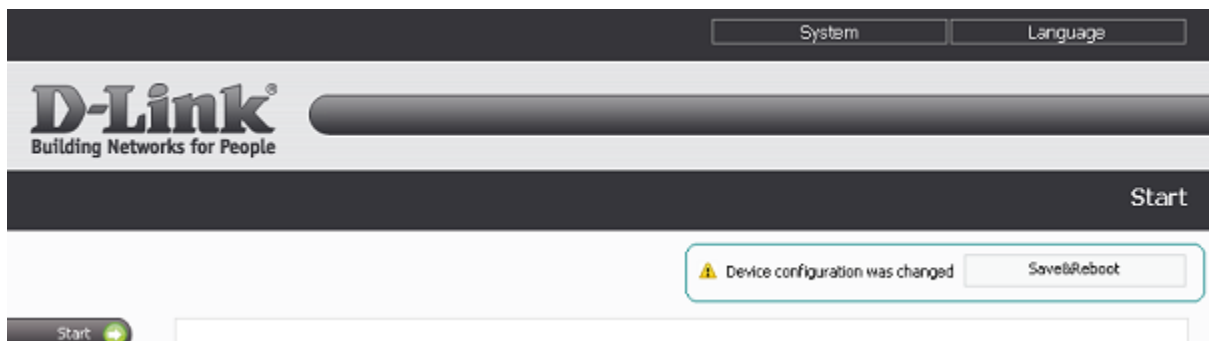 System Language
D-Link®
Building Networks for People
Start
Device configuration was changed Save&Reboot
Start